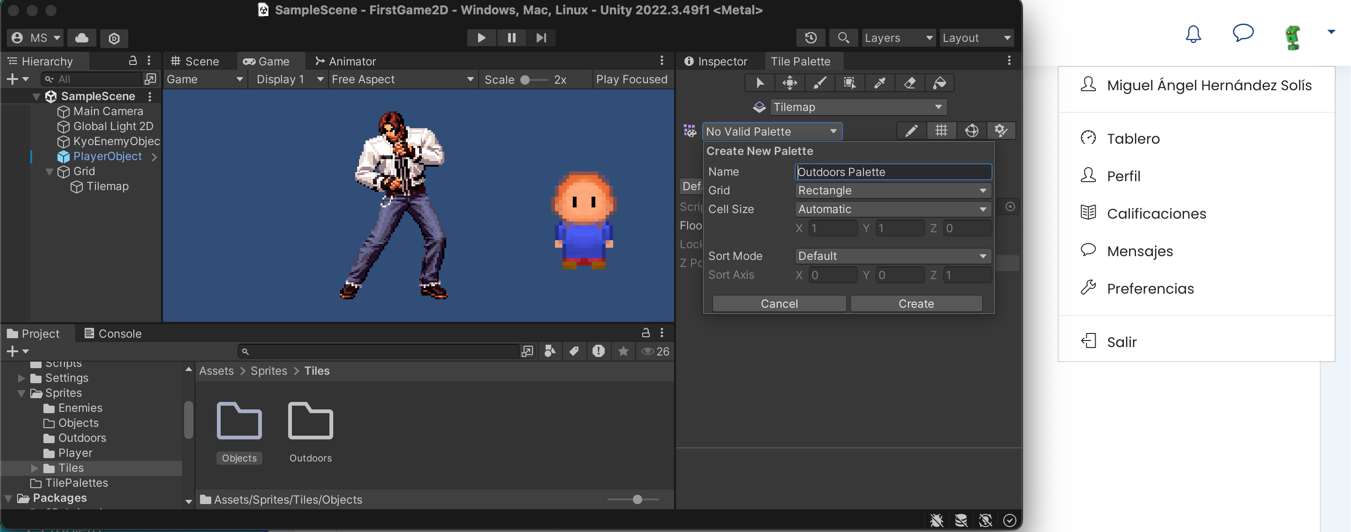 SampleScene - FirstGame2D - Windows, Mac, Linux - Unity 2022.3.49f1 <Metal>
MS
Layers
Layout
Hierarchy
Scene
Game
Animator
Inspector
Tile Palette
All
Game
Display 1
Free Aspect
Scale
2x
Play Focused
SampleScene
Main Camera
Global Light 2D
KyoEnemyObjec
PlayerObject
Grid
Tilemap
Tilemap
No Valid Palette
Create New Palette
Name
Outdoors Palette
Grid
Rectangle
Cell Size
Automatic
X 1 Y 1 Z 0
Sort Mode
Default
Sort Axis
X 0 Y 0 Z 1
Cancel
Create
Def
Scrip
Floo
Lock
Z Po
Project
Console
26
Scripts
Settings
Sprites
Enemies
Objects
Outdoors
Player
Tiles
TilePalettes
Packages
Assets > Sprites > Tiles
Objects
Outdoors
Assets/Sprites/Tiles/Objects
Miguel Ángel Hernández Solís
Tablero
Perfil
Calificaciones
Mensajes
Preferencias
Salir